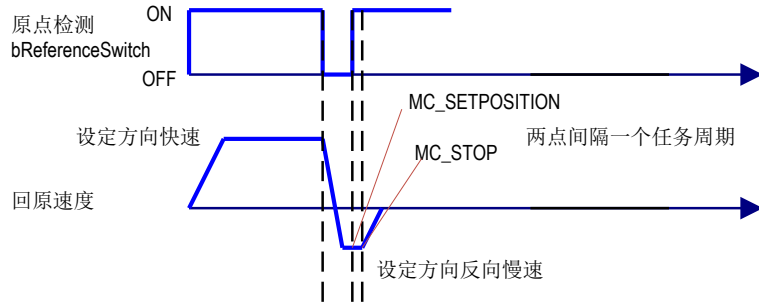 原点检测
bReferenceSwitch
ON
OFF
MC_SETPOSITION
设定方向快速
两点间隔一个任务周期
MC_STOP
回原速度
设定方向反向慢速